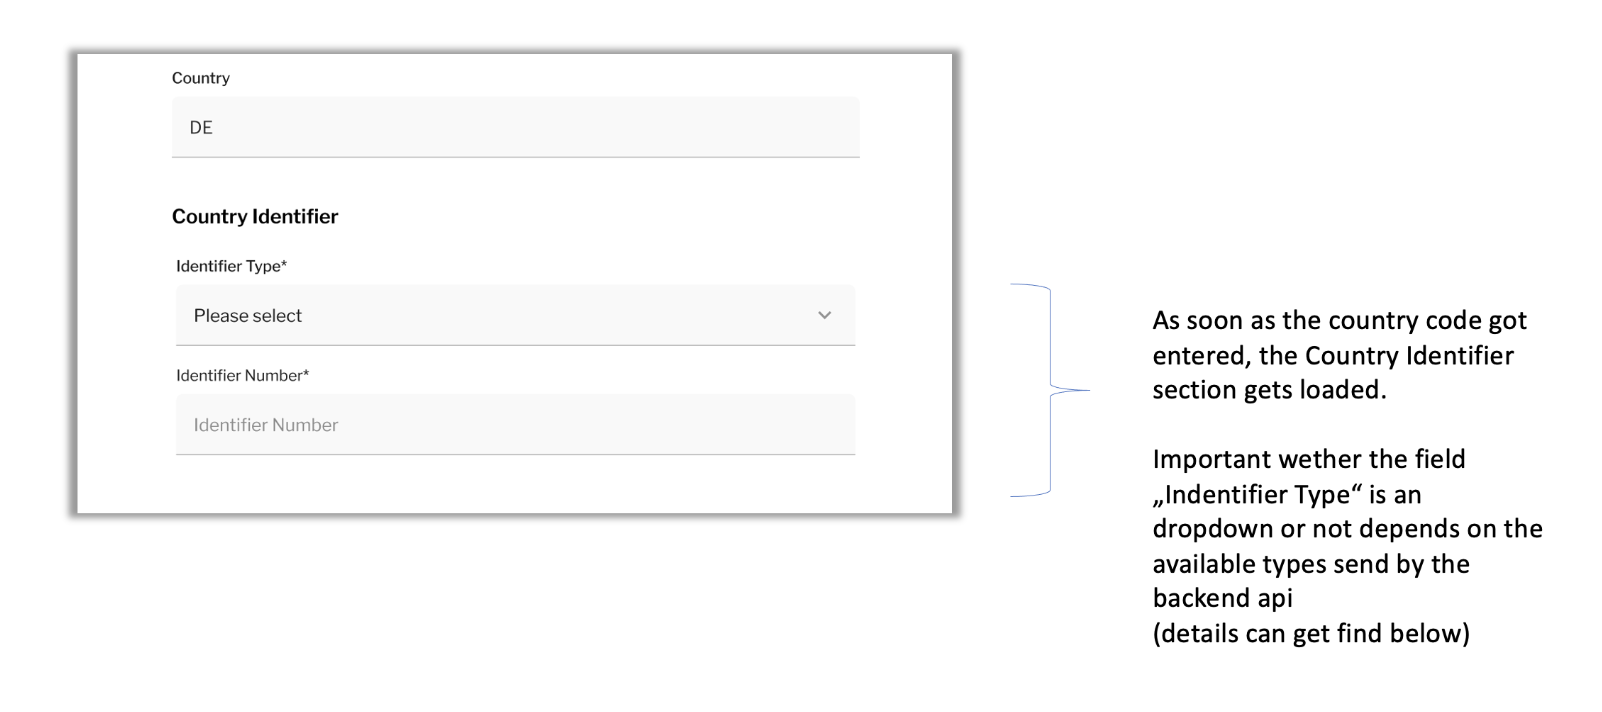 Country
DE
Country Identifier
Identifier Type*
Please select
Identifier Number*
Identifier Number
As soon as the country code got
entered, the Country Identifier
section gets loaded.
Important wether the field
„Indentifier Type“ is an
dropdown or not depends on the
available types send by the
backend api
(details can get find below)